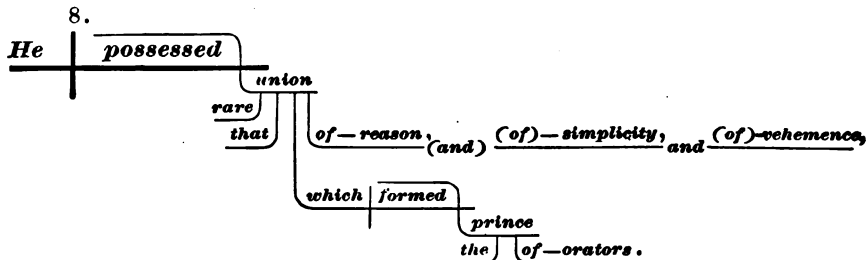 8.
He possessed
union
rare
that
of—reason, (and) (of)—simplicity, and (of)-vehemence,
which formed
prince
the of—orators.